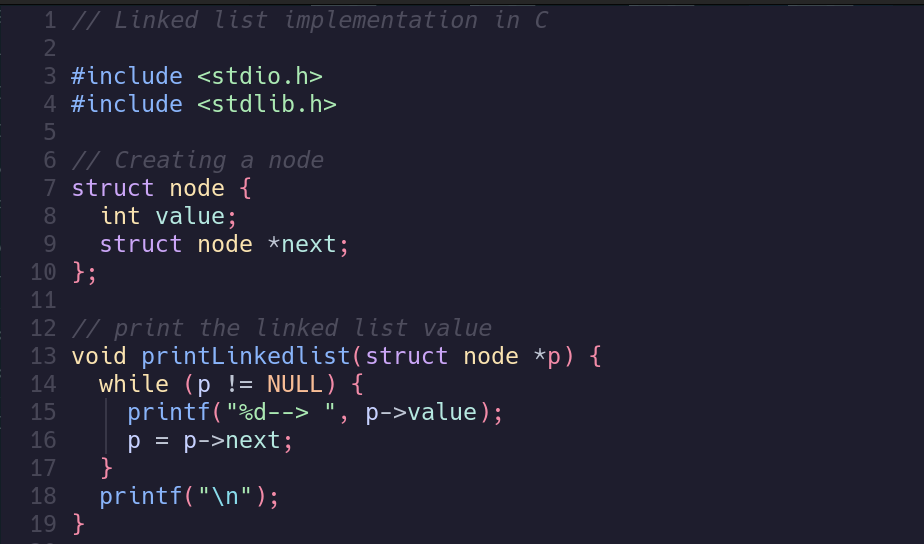 1 // Linked list implementation in C
2
3 #include <stdio.h>
4 #include <stdlib.h>
5
6 // Creating a node
7 struct node {
8   int value;
9   struct node *next;
10 };
11
12 // print the linked list value
13 void printLinkedlist(struct node *p) {
14   while (p != NULL) {
15     printf("%d--> ", p->value);
16     p = p->next;
17   }
18   printf("\n");
19 }